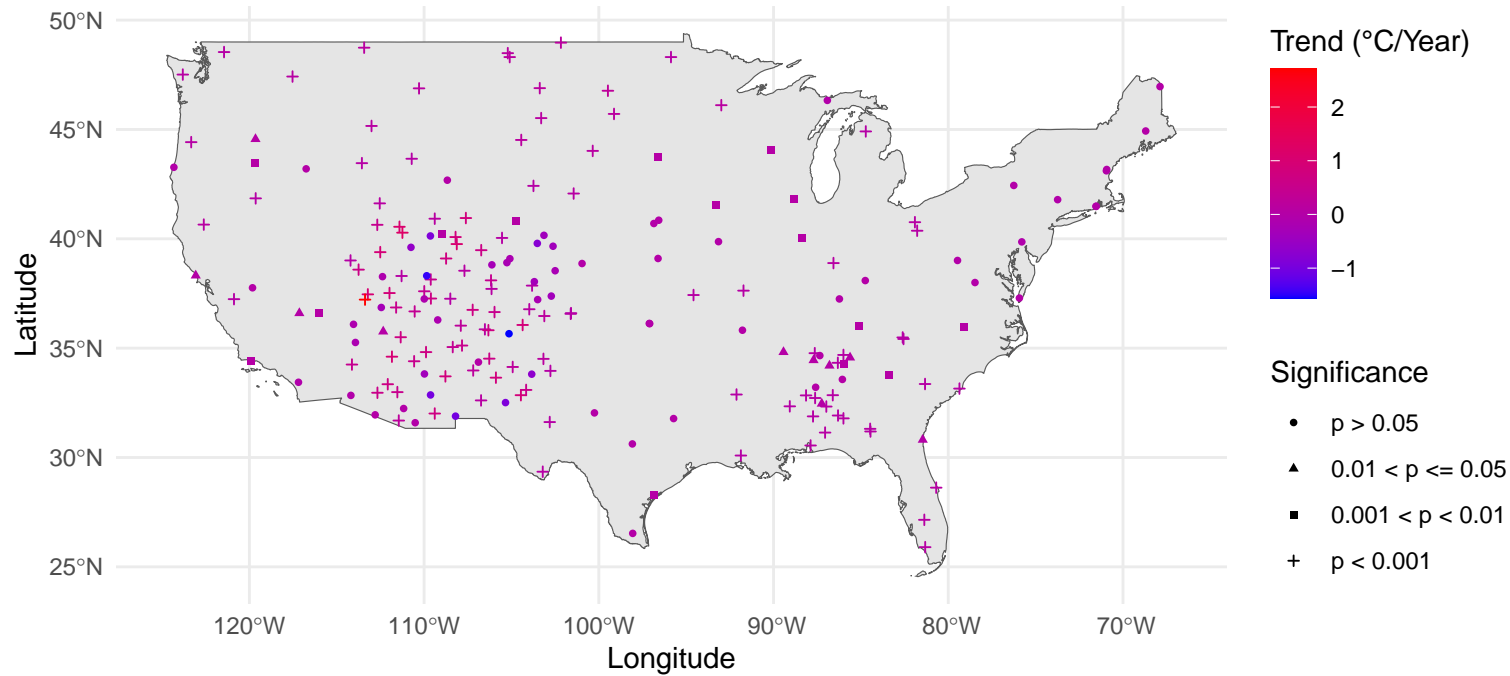 50°N
45°N
40°N
35°N
30°N
25°N
Latitude
120°W
110°W
100°W
90°W
80°W
70°W
Longitude
Trend (°C/Year)
2
1
0
−1
Significance
p > 0.05
0.01 < p <= 0.05
0.001 < p < 0.01
p < 0.001